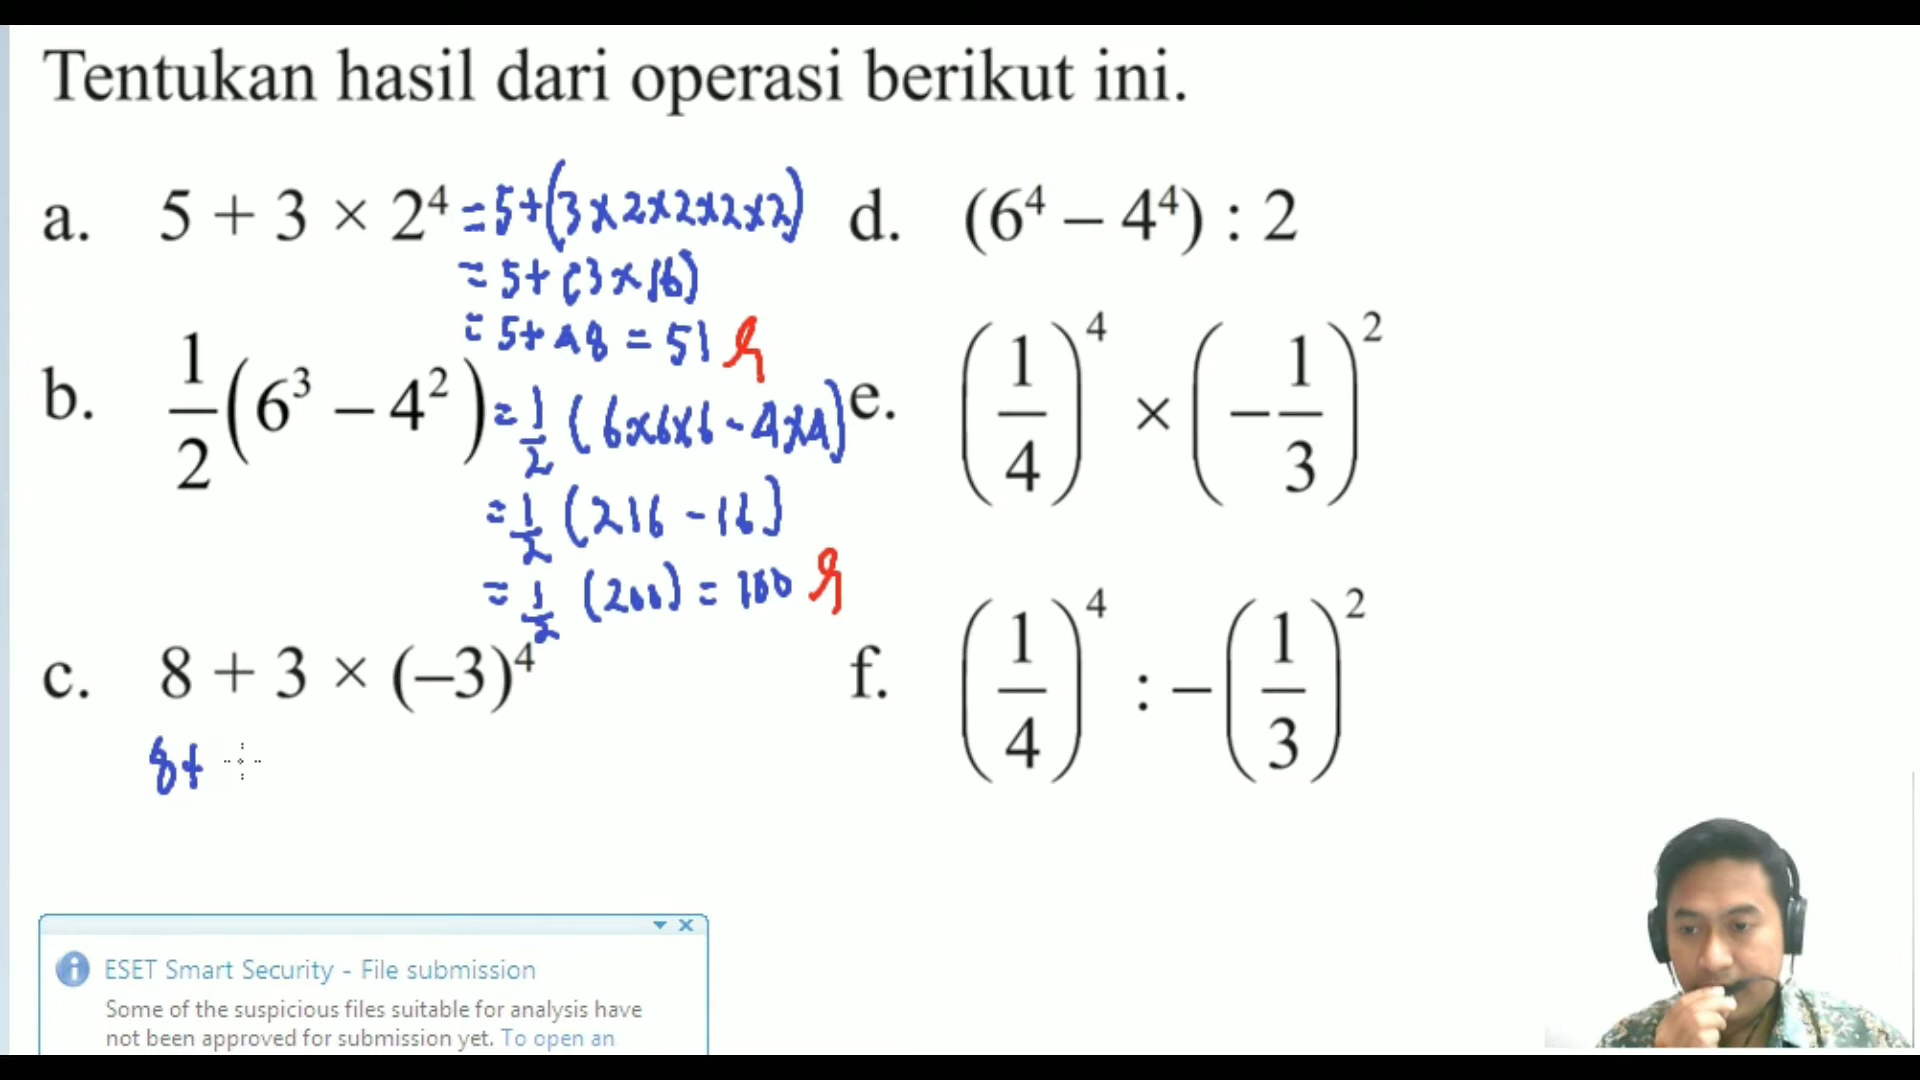 Tentukan hasil dari operasi berikut ini.
a. 5 + 3 × 2⁴ = 5 + (3 × 2 × 2 × 2 × 2)
= 5 + (3 × 16)
= 5 + 48 = 51
b. 1/2 (6³ – 4²) = 1/2 (6×6×6 - 4×4)
= 1/2 (216 - 16)
= 1/2 (200) = 100
c. 8 + 3 × (–3)⁴
8 +
d. (6⁴ – 4⁴) : 2
e. (1/4)⁴ × (–1/3)²
f. (1/4)⁴ : –(1/3)²
ESET Smart Security - File submission
Some of the suspicious files suitable for analysis have
not been approved for submission yet. To open an